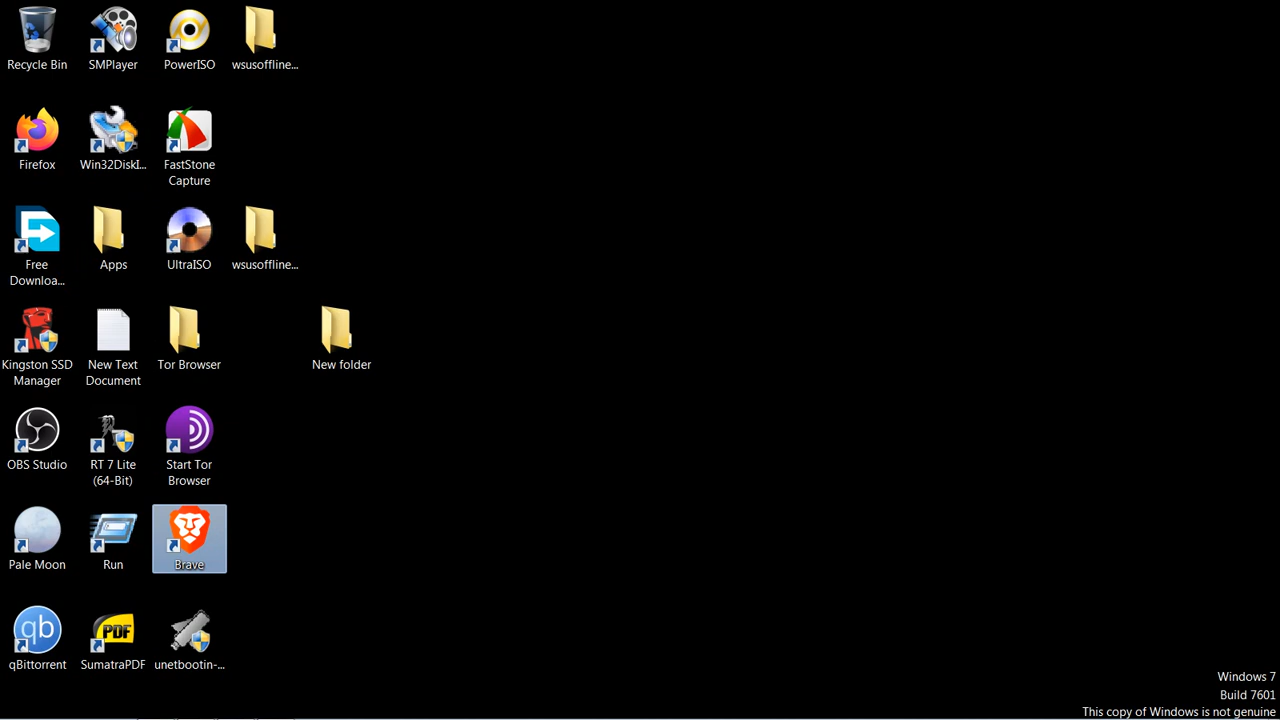 Recycle Bin
SMPlayer
PowerISO
wsusoffline...
Firefox
Win32DiskI...
FastStone
Capture
Free
Downloa...
Apps
UltraISO
wsusoffline...
Kingston SSD
Manager
New Text
Document
Tor Browser
New folder
OBS Studio
RT 7 Lite
(64-Bit)
Start Tor
Browser
Pale Moon
Run
Brave
qb
qBittorrent
PDF
SumatraPDF
unetbootin-...
Windows 7
Build 7601
This copy of Windows is not genuine